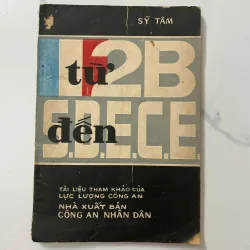 SỸ TÂM
I2B
từ
đến
S.B.E.C.E.
TÀI LIỆU THAM KHẢO CỦA
LỰC LƯỢNG CÔNG AN
NHÀ XUẤT BẢN
CÔNG AN NHÂN DÂN